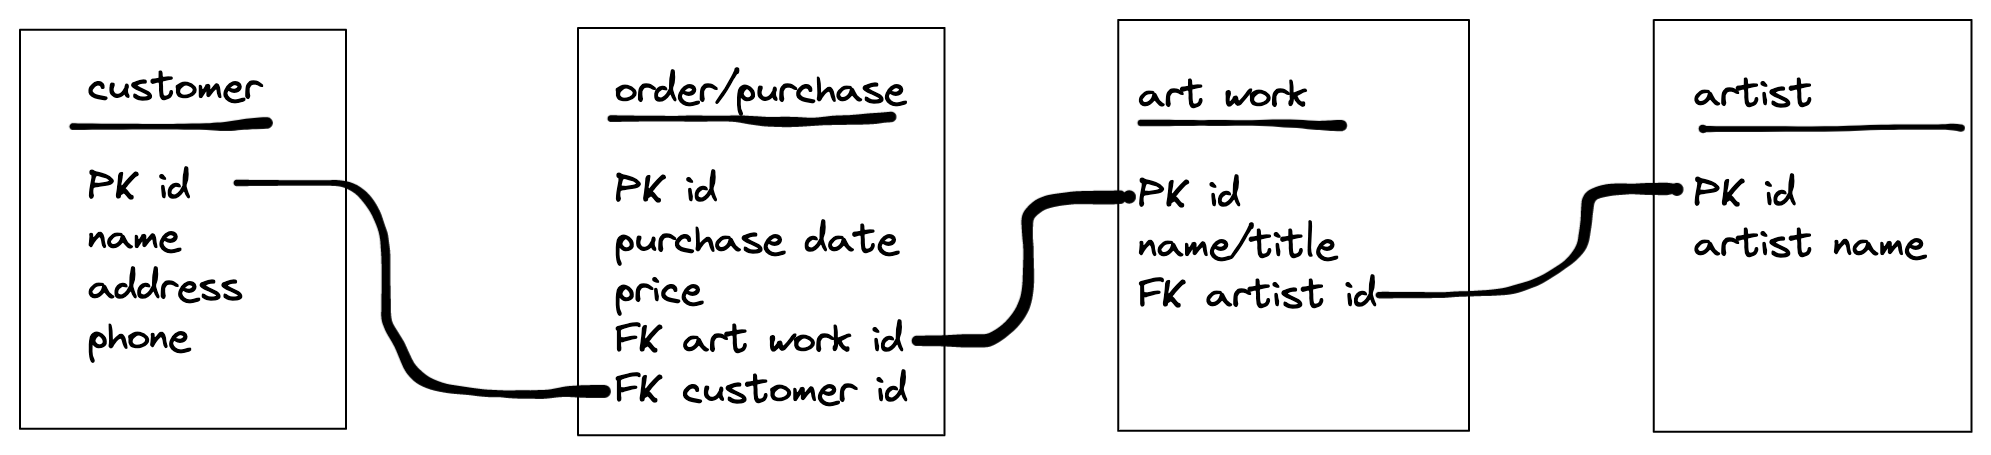 customer
PK id
name
address
phone
order/purchase
PK id
purchase date
price
FK art work id
FK customer id
art work
PK id
name/title
FK artist id
artist
PK id
artist name